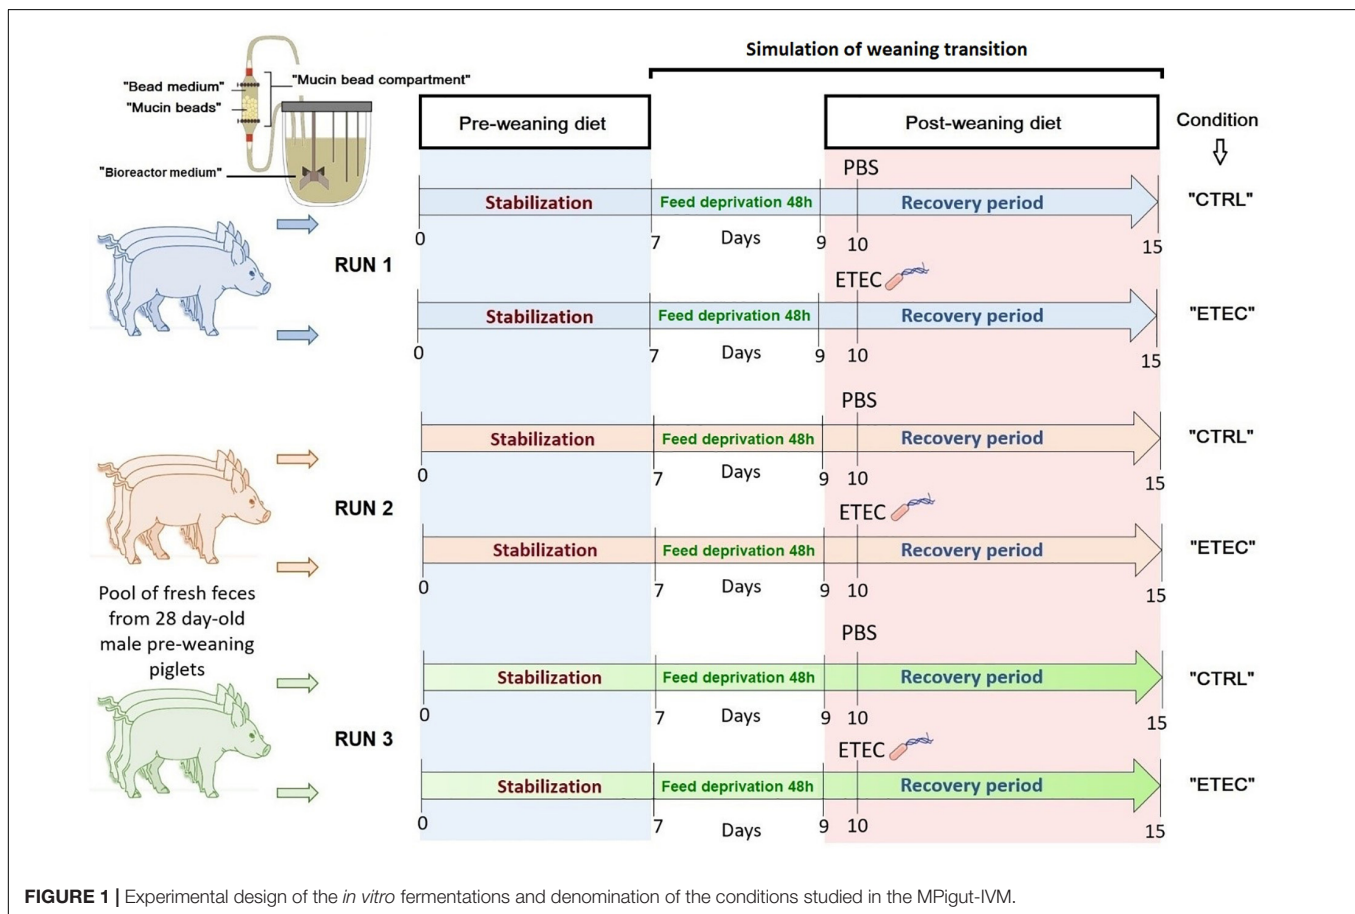 Simulation of weaning transition
"Mucin bead compartment"
"Bead medium"
"Mucin beads"
"Bioreactor medium"
Pre-weaning diet
Post-weaning diet
Condition
PBS
Stabilization
Feed deprivation 48h
Recovery period
"CTRL"
0
7
Days
9
10
15
RUN 1
ETEC
Stabilization
Feed deprivation 48h
Recovery period
"ETEC"
0
7
Days
9
10
15
PBS
Stabilization
Feed deprivation 48h
Recovery period
"CTRL"
0
7
Days
9
10
15
RUN 2
ETEC
Stabilization
Feed deprivation 48h
Recovery period
"ETEC"
0
7
Days
9
10
15
Pool of fresh feces
from 28 day-old
male pre-weaning
piglets
PBS
Stabilization
Feed deprivation 48h
Recovery period
"CTRL"
0
7
Days
9
10
15
RUN 3
ETEC
Stabilization
Feed deprivation 48h
Recovery period
"ETEC"
0
7
Days
9
10
15
FIGURE 1 | Experimental design of the in vitro fermentations and denomination of the conditions studied in the MPigut-IVM.